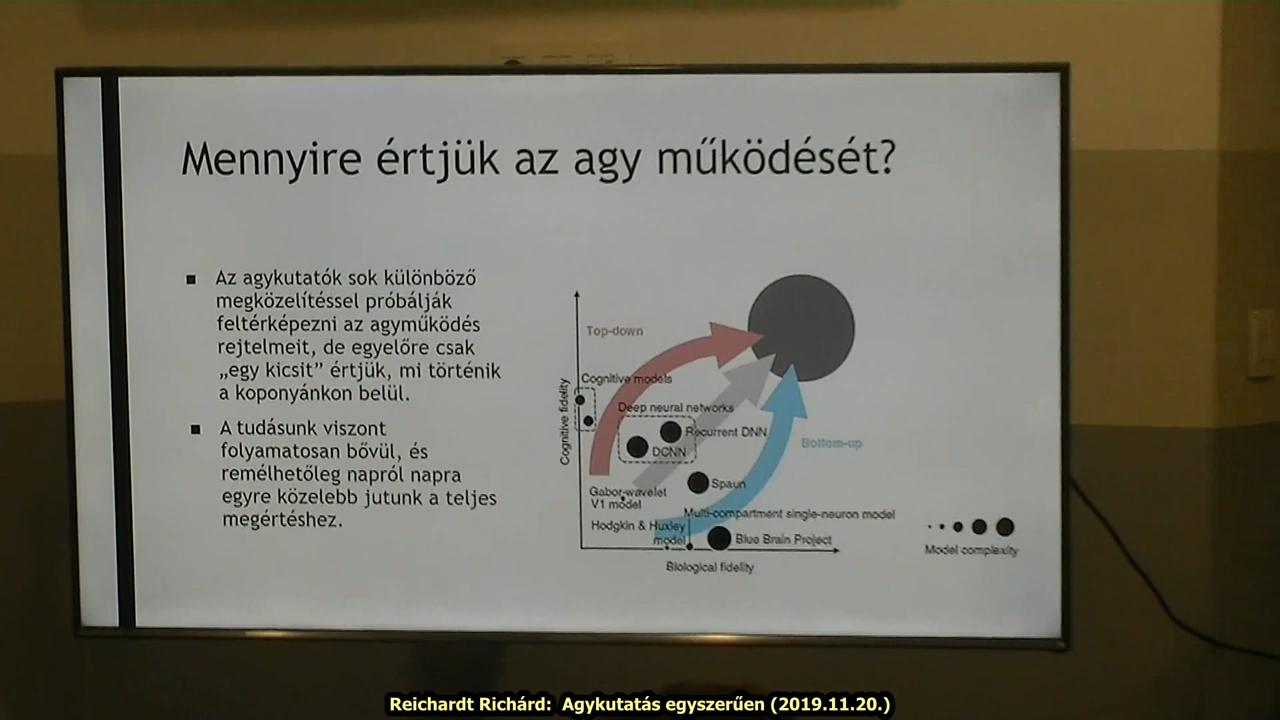 Mennyire értjük az agy működését?
■ Az agykutatók sok különböző
megközelítéssel próbálják
feltérképezni az agyműködés
rejtelmeit, de egyelőre csak
„egy kicsit” értjük, mi történik
a koponyánkon belül.
■ A tudásunk viszont
folyamatosan bővül, és
remélhetőleg napról napra
egyre közelebb jutunk a teljes
megértéshez.
Cognitive fidelity
Top-down
Cognitive models
Deep neural networks
Recurrent DNN
DCNN
Bottom-up
Spaun
Gabor-wavelet
V1 model
Multi-compartment single-neuron model
Hodgkin & Huxley
model
Blue Brain Project
Biological fidelity
Model complexity
Reichardt Richárd: Agykutatás egyszerűen (2019.11.20.)